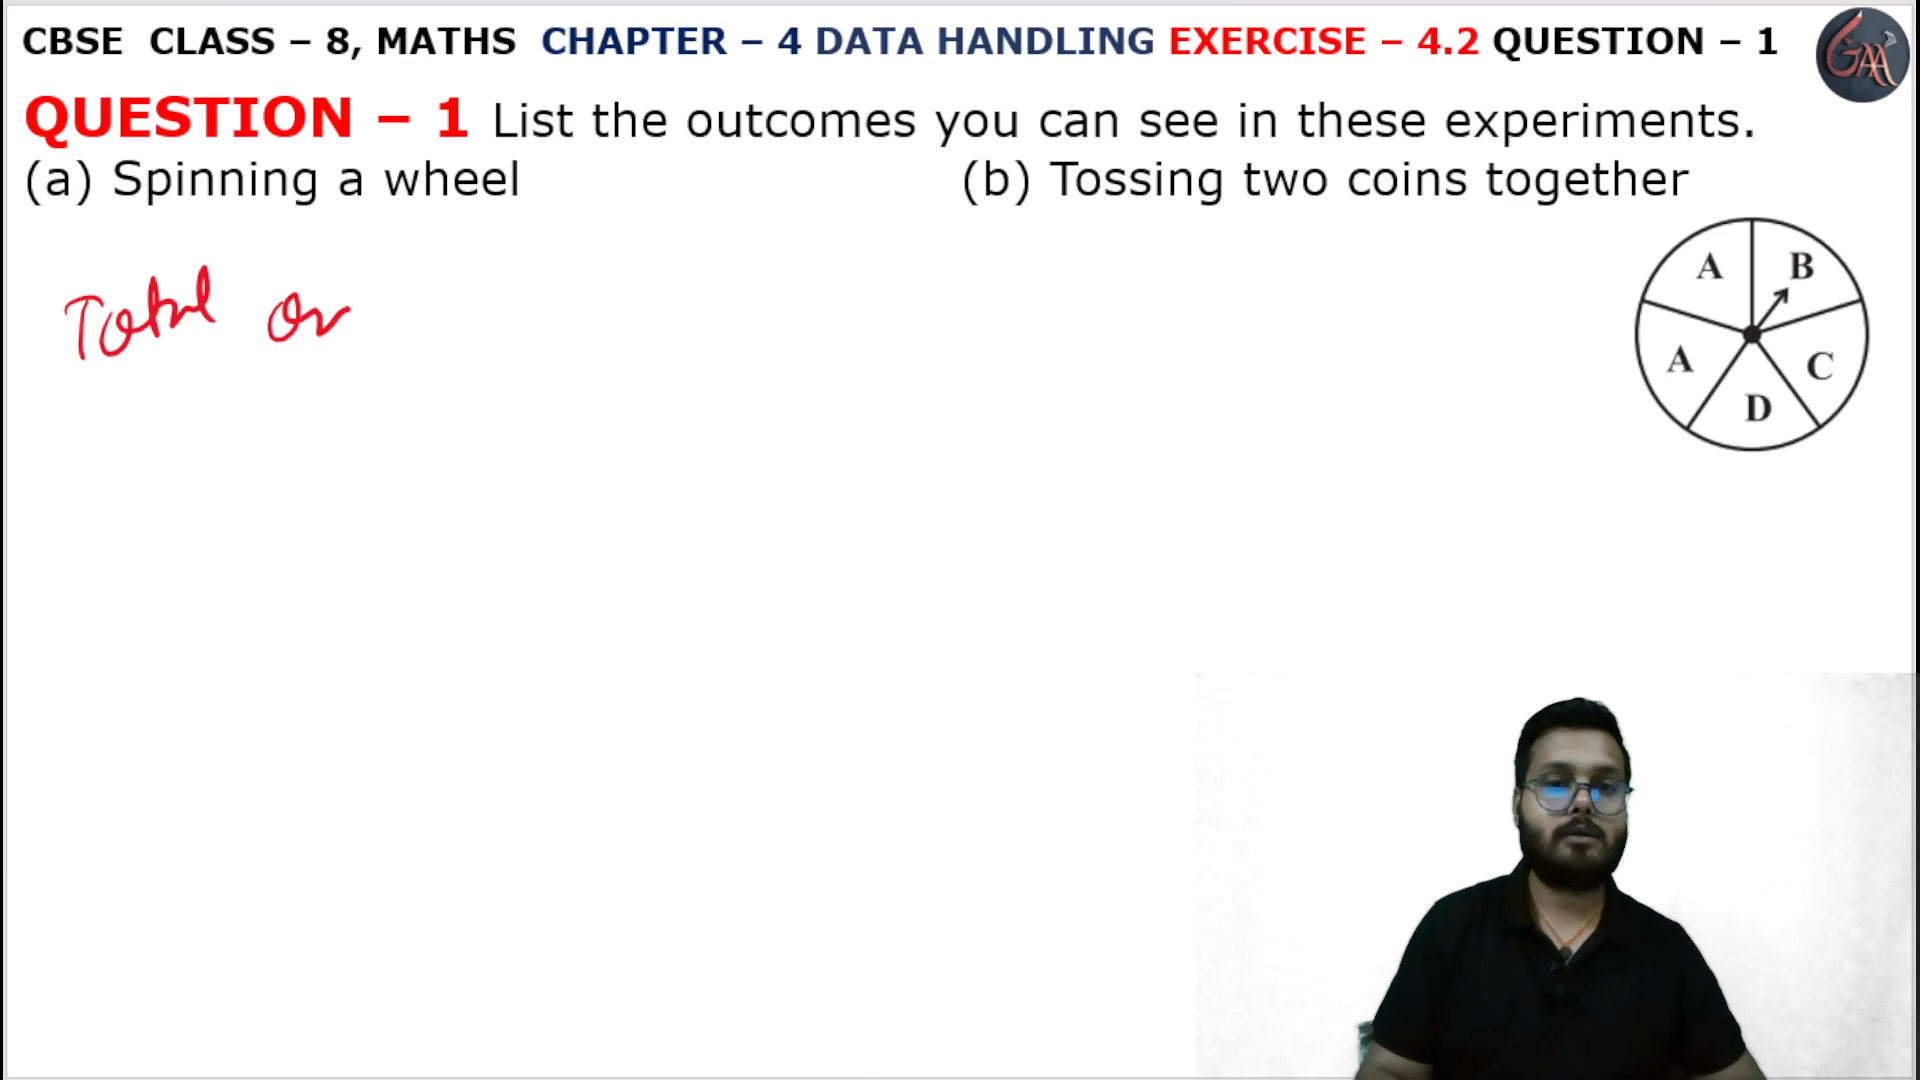 CBSE CLASS – 8, MATHS CHAPTER – 4 DATA HANDLING EXERCISE – 4.2 QUESTION – 1
QUESTION – 1 List the outcomes you can see in these experiments.
(a) Spinning a wheel (b) Tossing two coins together
A B
A C
D
Total